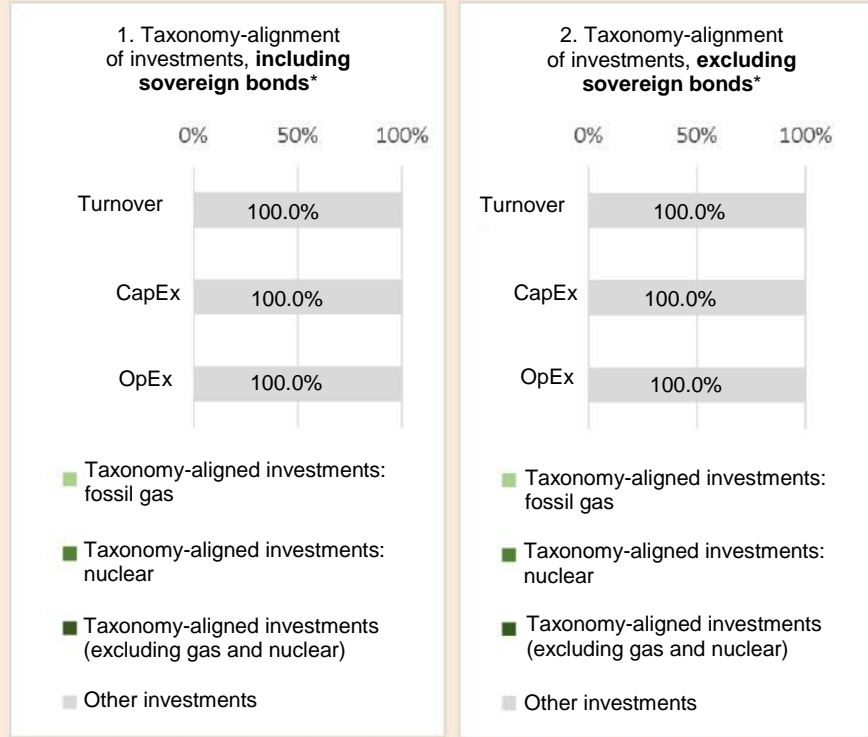 1. Taxonomy-alignment
of investments, including
sovereign bonds*
0% 50% 100%
Turnover 100.0%
CapEx 100.0%
OpEx 100.0%
Taxonomy-aligned investments:
fossil gas
Taxonomy-aligned investments:
nuclear
Taxonomy-aligned investments
(excluding gas and nuclear)
Other investments
2. Taxonomy-alignment
of investments, excluding
sovereign bonds*
0% 50% 100%
Turnover 100.0%
CapEx 100.0%
OpEx 100.0%
Taxonomy-aligned investments:
fossil gas
Taxonomy-aligned investments:
nuclear
Taxonomy-aligned investments
(excluding gas and nuclear)
Other investments